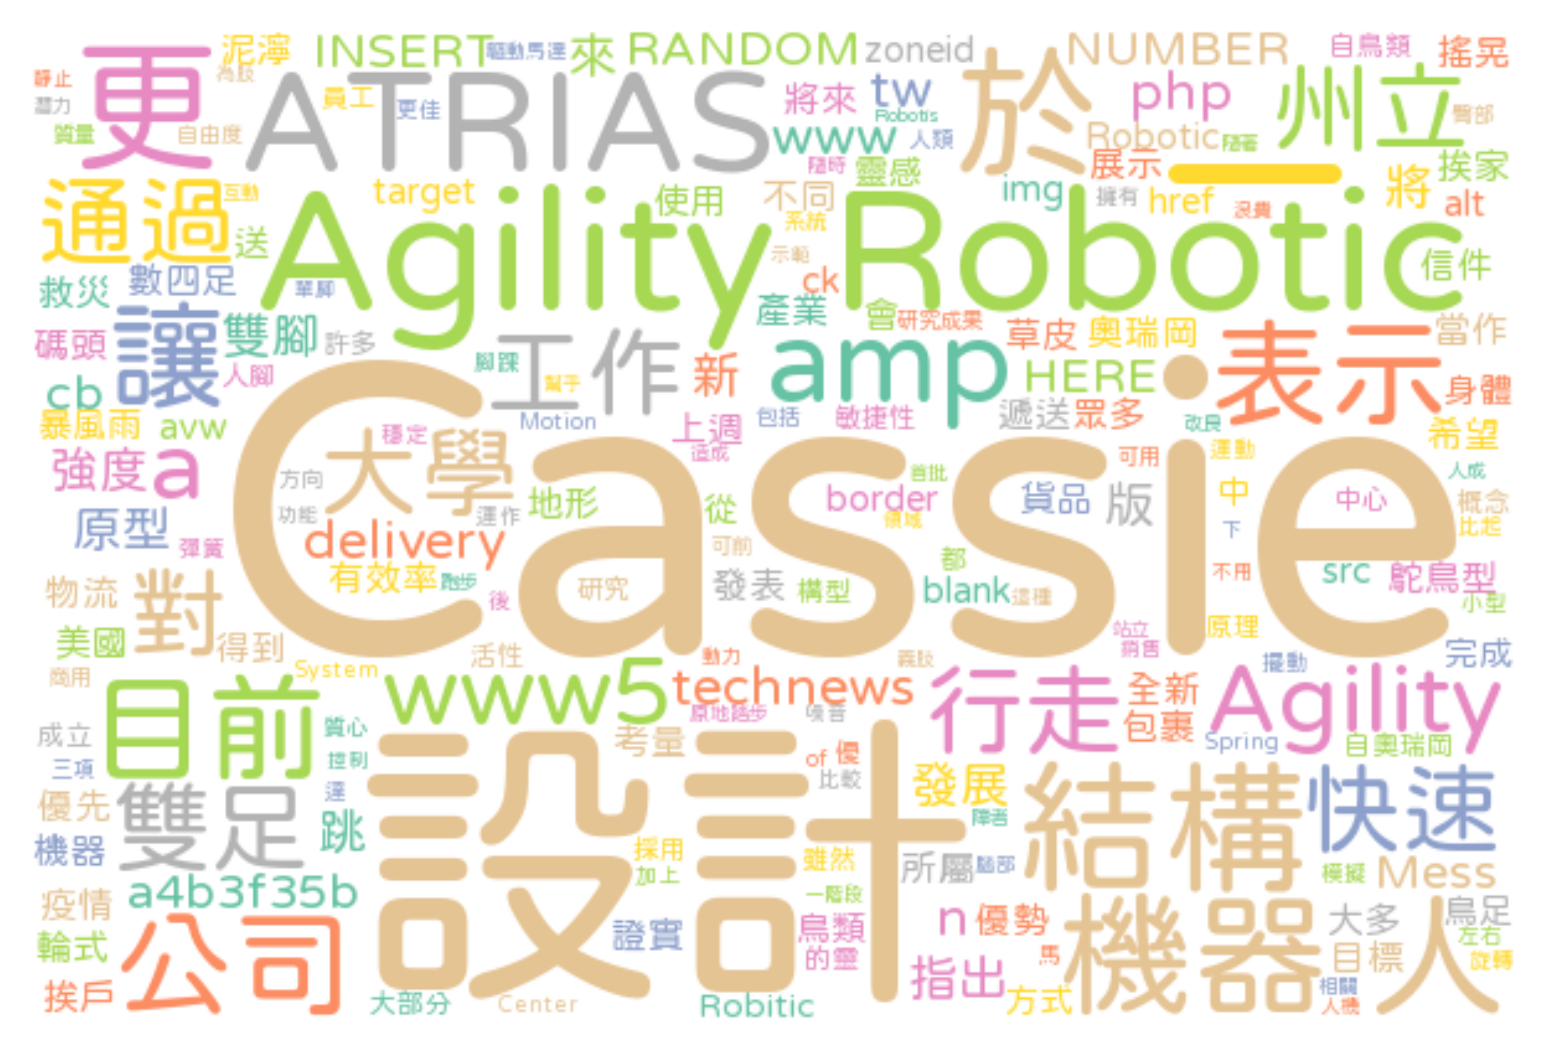 泥濘 INSERT 驅動馬達 來 RANDOM zoneid NUMBER 自鳥類 搖晃
靜止 更 為設 ATRIAS 員工 更佳 將來 tw 於 php 州立
潛力 Robotis 臀部
質量 自由度 www 人類 Robotic 隨著
隨時 靈感 展示 一 挨家
通過 互動 target 使用 不同 img 擁有 href 浪費 將 alt
送 Agility Robotic 系統
救災 數四足 單腳 示範 ck 信件
讓 雙腳 許多 產業 會 研究成果 草皮 奧瑞岡 表示 當作
碼頭 人腳 腳踝 工作 幫手 新 amp HERE 身體
cb Motion 上週 包括 敏捷性 遞送 眾多 改良 希望
暴風雨 avw 穩定 造成 運動
強度 a 方向 大學 Cassie 首批 可用 人成
原型 功能 運作 地形 從 border 領域 貨品 版 中 中心 概念
彈簧 delivery 可前 下 比起
物流 對 有效率 跑步 研究 發表 構型 都 blank 這種 不用 src 鴕鳥型
後 小型
美國 得到 活性 站立 原理
銷售
商用 System 動力 義肢 擺動 完成
目前 www5 technews 行走 全新 Agility
成立 質心 原地踏步 噪音 包裹
三項 控制 考量 of 優 Spring 自奧瑞岡
優先 雙足 達 設計 比較 發展 結構 快速
機器 跳 採用 雖然 障者 所屬 臉部 模擬 Mess
疫情 a4b3f35b 加上 一階段
輪式 公司 證實 鳥類 n 優勢 機器人 大多 鳥足
的靈 馬 目標 左右
挨戶 指出 旋轉
大部分 Center Robitic 方式 相關
人機